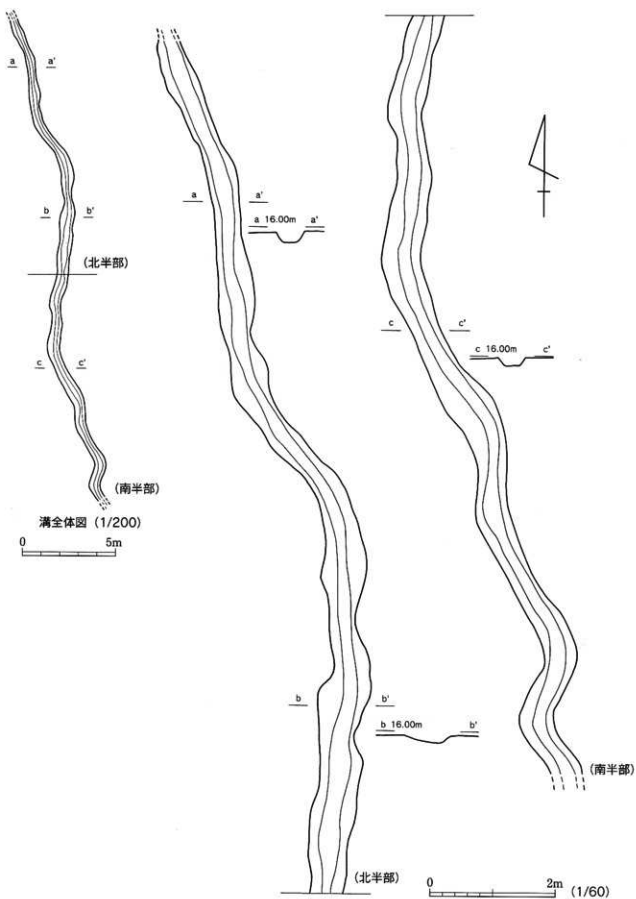 a a'
b b'
(北半部)
c c'
(南半部)
溝全体図 (1/200)
0 5m
a a'
a 16.00m a'
b b'
b 16.00m b'
(北半部)
c c'
c 16.00m c'
(南半部)
0 2m (1/60)